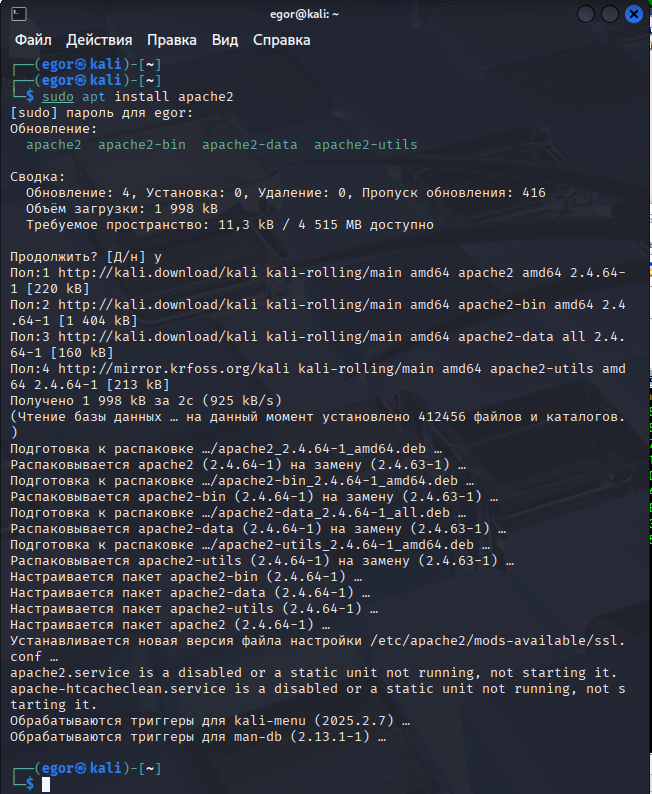 egor@kali: ~
Файл Действия Правка Вид Справка
┌──(egor㉿kali)-[~]
┌──(egor㉿kali)-[~]
└─$ sudo apt install apache2
[sudo] пароль для egor:
Обновление:
apache2 apache2-bin apache2-data apache2-utils
Сводка:
Обновление: 4, Установка: 0, Удаление: 0, Пропуск обновления: 416
Объём загрузки: 1 998 kB
Требуемое пространство: 11,3 kB / 4 515 MB доступно
Продолжить? [Д/н] y
Пол:1 http://kali.download/kali kali-rolling/main amd64 apache2 amd64 2.4.64-
1 [220 kB]
Пол:2 http://kali.download/kali kali-rolling/main amd64 apache2-bin amd64 2.4
.64-1 [1 404 kB]
Пол:3 http://kali.download/kali kali-rolling/main amd64 apache2-data all 2.4.
64-1 [160 kB]
Пол:4 http://mirror.krfoss.org/kali kali-rolling/main amd64 apache2-utils amd
64 2.4.64-1 [213 kB]
Получено 1 998 kB за 2с (925 kB/s)
(Чтение базы данных … на данный момент установлено 412456 файлов и каталогов.
)
Подготовка к распаковке …/apache2_2.4.64-1_amd64.deb …
Распаковывается apache2 (2.4.64-1) на замену (2.4.63-1) …
Подготовка к распаковке …/apache2-bin_2.4.64-1_amd64.deb …
Распаковывается apache2-bin (2.4.64-1) на замену (2.4.63-1) …
Подготовка к распаковке …/apache2-data_2.4.64-1_all.deb …
Распаковывается apache2-data (2.4.64-1) на замену (2.4.63-1) …
Подготовка к распаковке …/apache2-utils_2.4.64-1_amd64.deb …
Распаковывается apache2-utils (2.4.64-1) на замену (2.4.63-1) …
Настраивается пакет apache2-bin (2.4.64-1) …
Настраивается пакет apache2-data (2.4.64-1) …
Настраивается пакет apache2-utils (2.4.64-1) …
Настраивается пакет apache2 (2.4.64-1) …
Устанавливается новая версия файла настройки /etc/apache2/mods-available/ssl.
conf …
apache2.service is a disabled or a static unit not running, not starting it.
apache-htcacheclean.service is a disabled or a static unit not running, not s
tarting it.
Обрабатываются триггеры для kali-menu (2025.2.7) …
Обрабатываются триггеры для man-db (2.13.1-1) …
┌──(egor㉿kali)-[~]
└─$